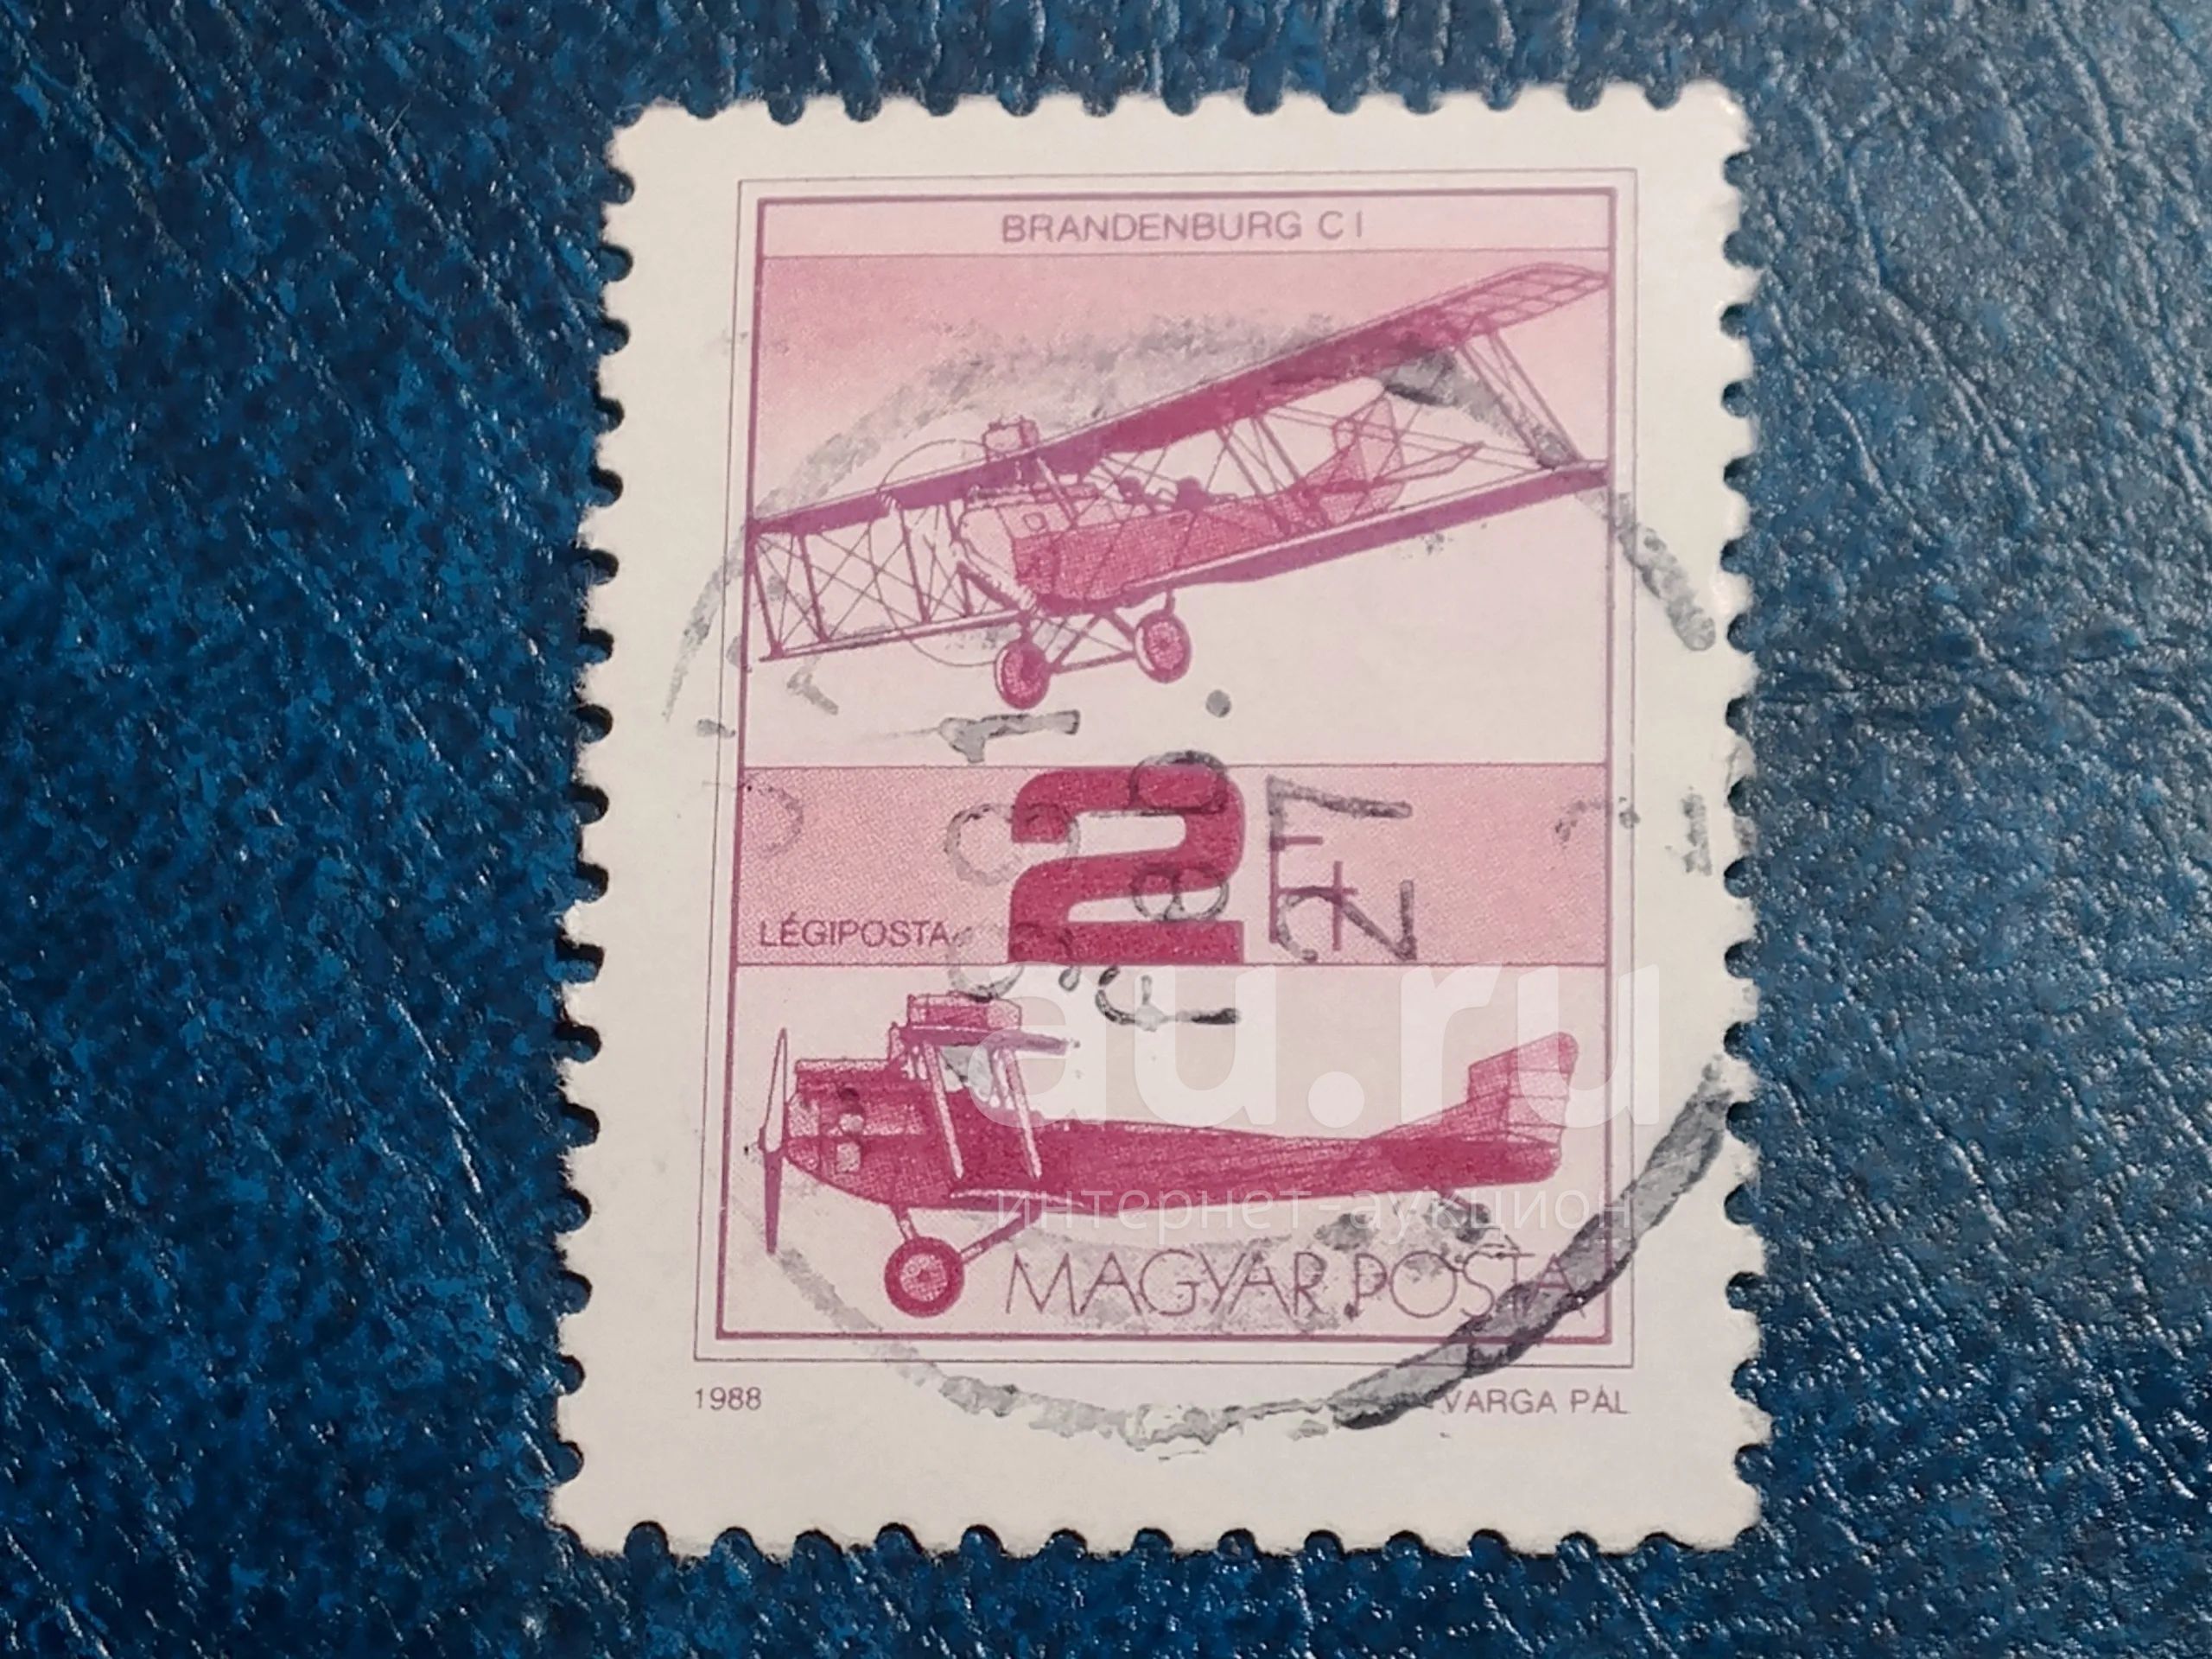 BRANDENBURG C I
2 Ft
LÉGIPOSTA
au.ru
интернет-аукцион
MAGYAR POSTA
1988 VARGA PÁL